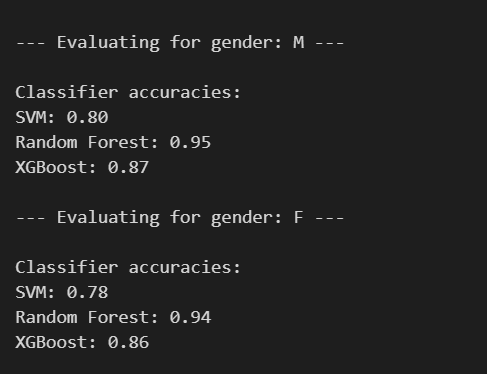 --- Evaluating for gender: M ---
Classifier accuracies:
SVM: 0.80
Random Forest: 0.95
XGBoost: 0.87
--- Evaluating for gender: F ---
Classifier accuracies:
SVM: 0.78
Random Forest: 0.94
XGBoost: 0.86